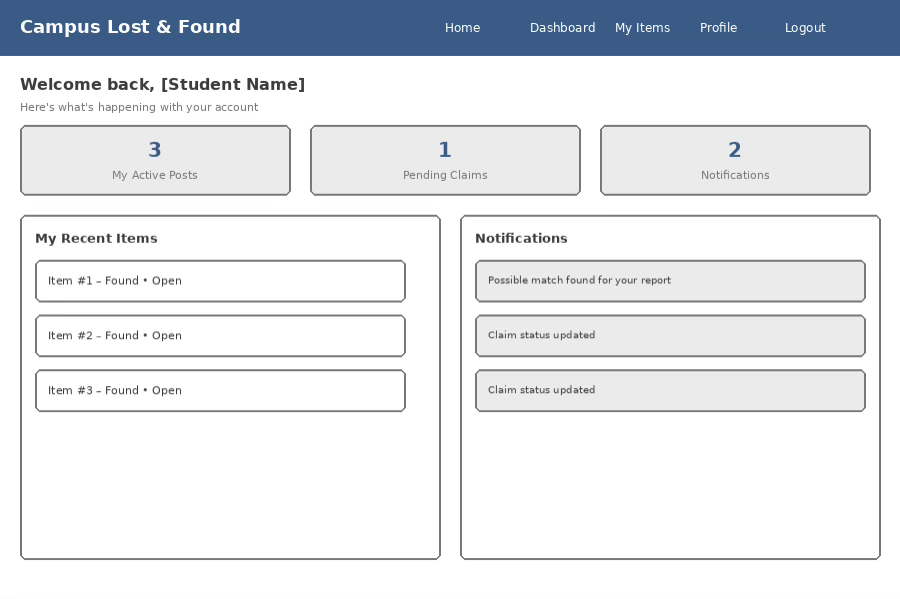 Campus Lost & Found
Home Dashboard My Items Profile Logout
Welcome back, [Student Name]
Here's what's happening with your account
3
My Active Posts
1
Pending Claims
2
Notifications
My Recent Items
Item #1 – Found • Open
Item #2 – Found • Open
Item #3 – Found • Open
Notifications
Possible match found for your report
Claim status updated
Claim status updated